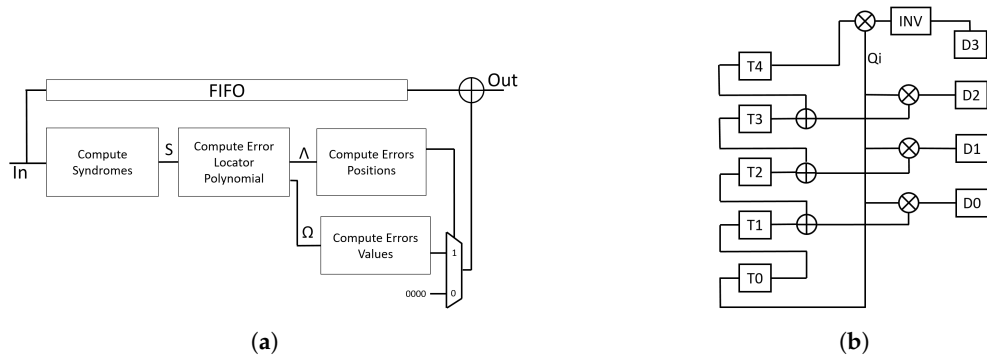 FIFO
Out
In
Compute
Syndromes
S
Compute Error
Locator
Polynomial
Λ
Compute Errors
Positions
Ω
Compute Errors
Values
1
0000
0
(a)
INV
D3
Qi
T4
D2
T3
D1
T2
D0
T1
T0
(b)